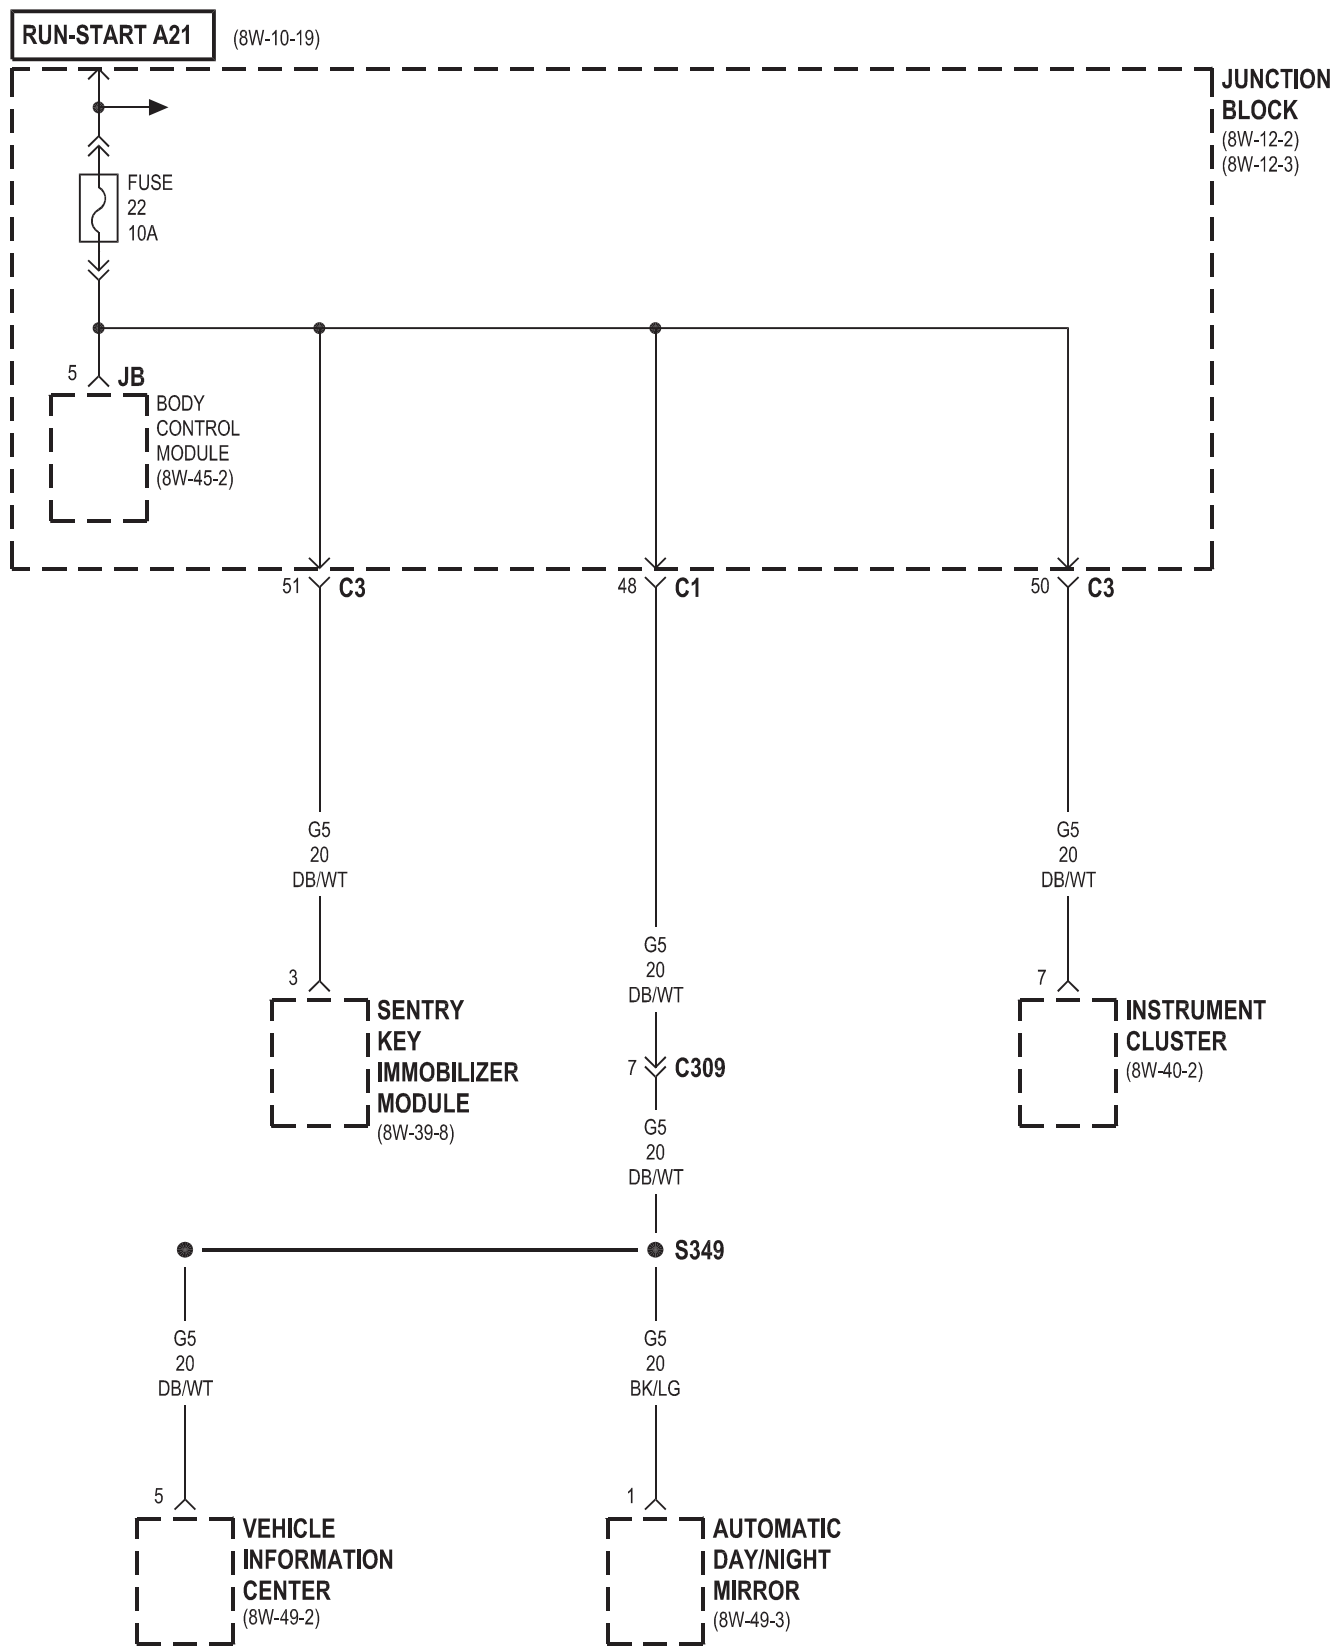 RUN-START A21 (8W-10-19)
JUNCTION
BLOCK
(8W-12-2)
(8W-12-3)
FUSE
22
10A
5 JB
BODY
CONTROL
MODULE
(8W-45-2)
51 C3
48 C1
50 C3
G5
20
DB/WT
G5
20
DB/WT
G5
20
DB/WT
3
SENTRY
KEY
IMMOBILIZER
MODULE
(8W-39-8)
7
INSTRUMENT
CLUSTER
(8W-40-2)
7 C309
G5
20
DB/WT
S349
G5
20
DB/WT
G5
20
BK/LG
5
VEHICLE
INFORMATION
CENTER
(8W-49-2)
1
AUTOMATIC
DAY/NIGHT
MIRROR
(8W-49-3)